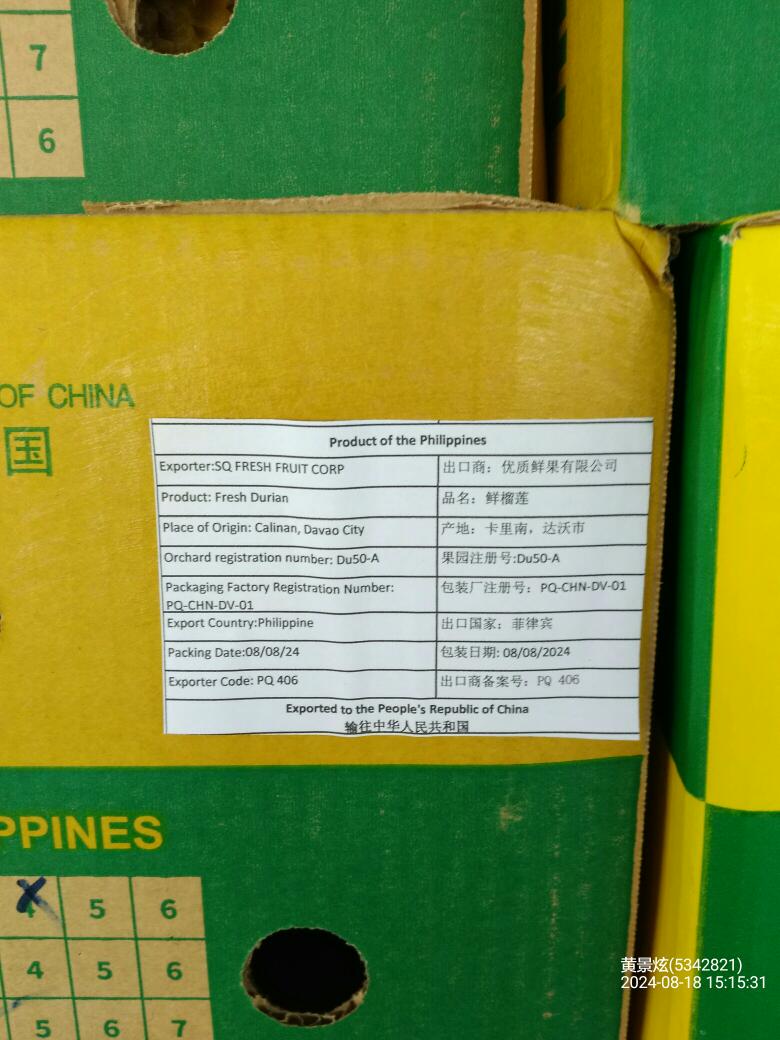 7
6
OF CHINA
国
Product of the Philippines
Exporter:SQ FRESH FRUIT CORP
出口商：优质鲜果有限公司
Product: Fresh Durian
品名：鲜榴莲
Place of Origin: Calinan, Davao City
产地：卡里南，达沃市
Orchard registration number: Du50-A
果园注册号:Du50-A
Packaging Factory Registration Number:
PQ-CHN-DV-01
包装厂注册号：PQ-CHN-DV-01
Export Country:Philippine
出口国家：菲律宾
Packing Date:08/08/24
包装日期: 08/08/2024
Exporter Code: PQ 406
出口商备案号：PQ 406
Exported to the People's Republic of China
输往中华人民共和国
PPINES
4 5 6
4 5 6
5 6 7
黄景炫(5342821)
2024-08-18 15:15:31